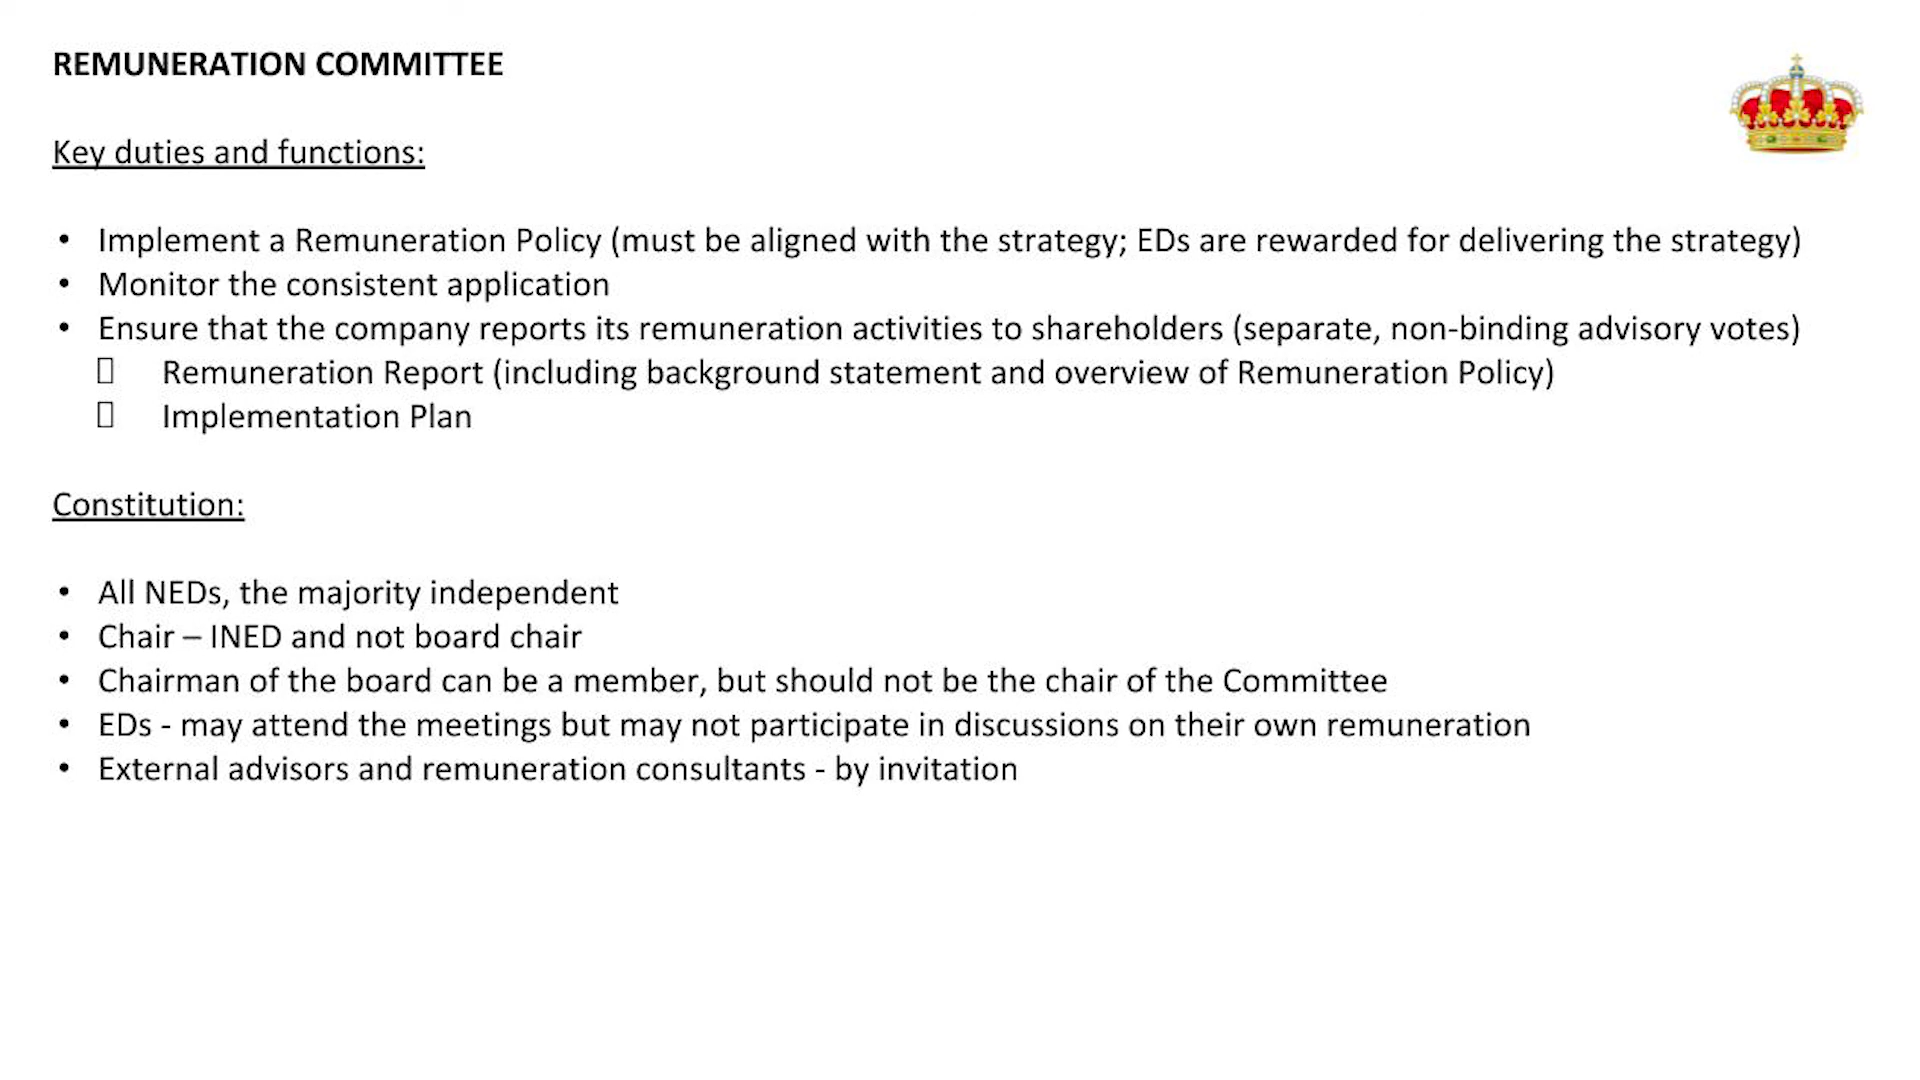 REMUNERATION COMMITTEE
Key duties and functions:
• Implement a Remuneration Policy (must be aligned with the strategy; EDs are rewarded for delivering the strategy)
• Monitor the consistent application
• Ensure that the company reports its remuneration activities to shareholders (separate, non-binding advisory votes)
Remuneration Report (including background statement and overview of Remuneration Policy)
Implementation Plan
Constitution:
• All NEDs, the majority independent
• Chair – INED and not board chair
• Chairman of the board can be a member, but should not be the chair of the Committee
• EDs - may attend the meetings but may not participate in discussions on their own remuneration
• External advisors and remuneration consultants - by invitation